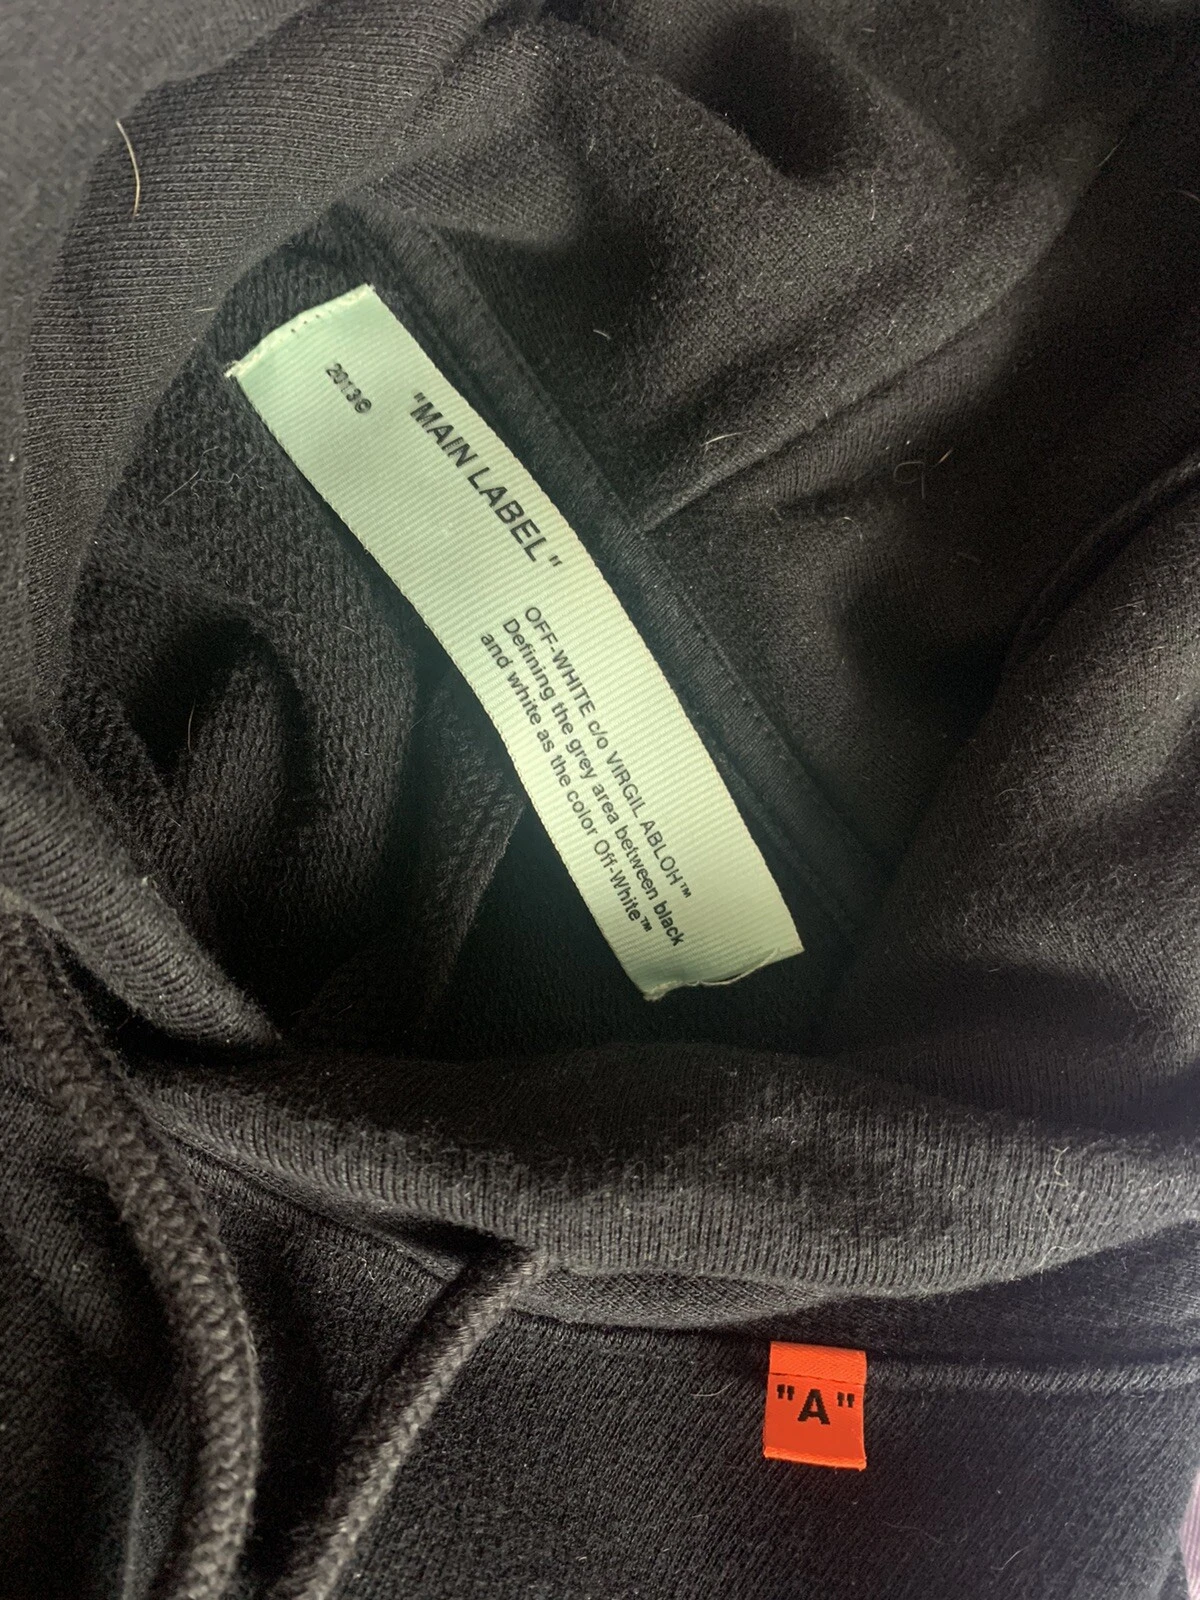 2013©
"MAIN LABEL"
OFF-WHITE c/o VIRGIL ABLOH™
Defining the grey area between black
and white as the color Off-White™
"A"